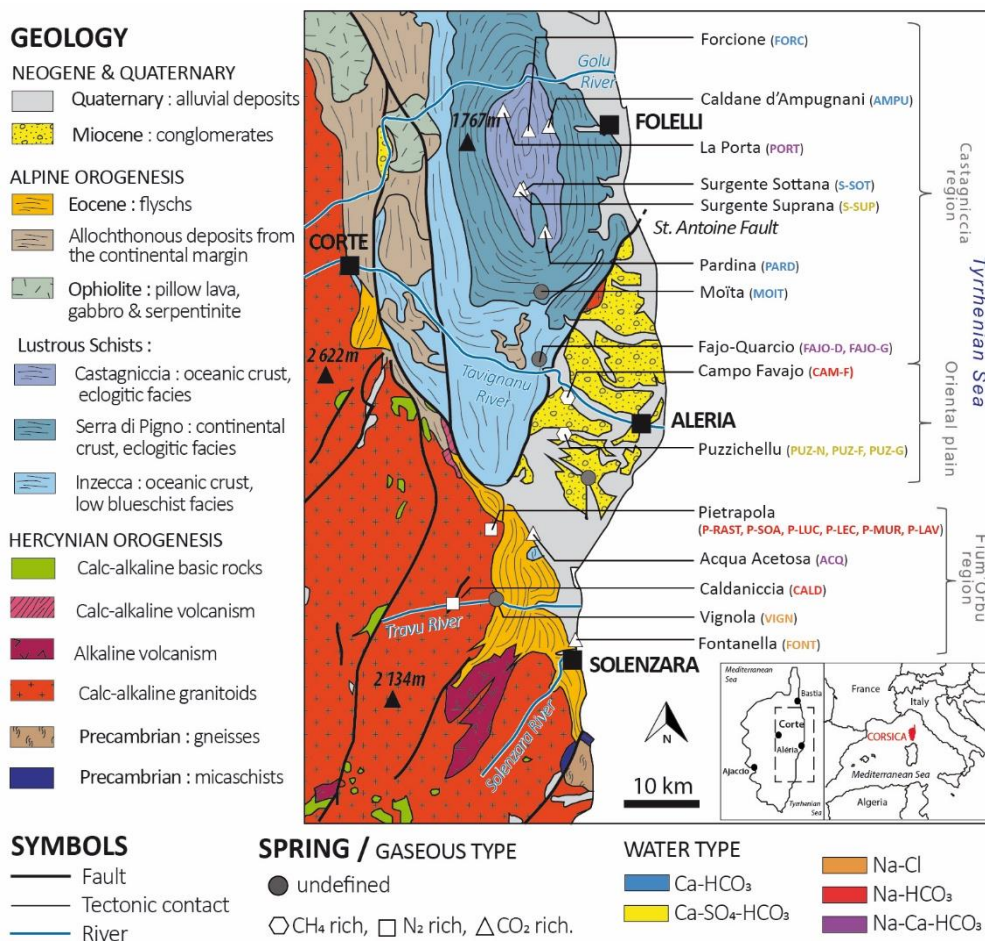 GEOLOGY
NEOGENE & QUATERNARY
Quaternary : alluvial deposits
Miocene : conglomerates
ALPINE OROGENESIS
Eocene : flyschs
Allochthonous deposits from
the continental margin
Ophiolite : pillow lava,
gabbro & serpentinite
Lustrous Schists :
Castagniccia : oceanic crust,
eclogitic facies
Serra di Pigno : continental
crust, eclogitic facies
Inzecca : oceanic crust,
low blueschist facies
HERCYNIAN OROGENESIS
Calc-alkaline basic rocks
Calc-alkaline volcanism
Alkaline volcanism
Calc-alkaline granitoids
Precambrian : gneisses
Precambrian : micaschists
Golu
River
1767m
FOLELLI
CORTE
St. Antoine Fault
2 622m
Tavignanu
River
ALERIA
Travu River
2 134m
SOLENZARA
Solenzara River
N
10 km
Forcione (FORC)
Caldane d'Ampugnani (AMPU)
La Porta (PORT)
Surgente Sottana (S-SOT)
Surgente Suprana (S-SUP)
Pardina (PARD)
Moïta (MOIT)
Fajo-Quarcio (FAJO-D, FAJO-G)
Campo Favajo (CAM-F)
Puzzichellu (PUZ-N, PUZ-F, PUZ-G)
Pietrapola
(P-RAST, P-SOA, P-LUC, P-LEC, P-MUR, P-LAV)
Acqua Acetosa (ACQ)
Caldaniccia (CALD)
Vignola (VIGN)
Fontanella (FONT)
Castagniccia
region
Oriental plain
Fium'Orbu
region
Tyrrhenian Sea
Mediterranean
Sea
Bastia
Corte
Aléria
Ajaccio
Tyrrhenian
Sea
France
Italy
CORSICA
Mediterranean Sea
Algeria
SYMBOLS
Fault
Tectonic contact
River
SPRING / GASEOUS TYPE
undefined
CH₄ rich, N₂ rich, CO₂ rich.
WATER TYPE
Ca-HCO₃
Ca-SO₄-HCO₃
Na-Cl
Na-HCO₃
Na-Ca-HCO₃